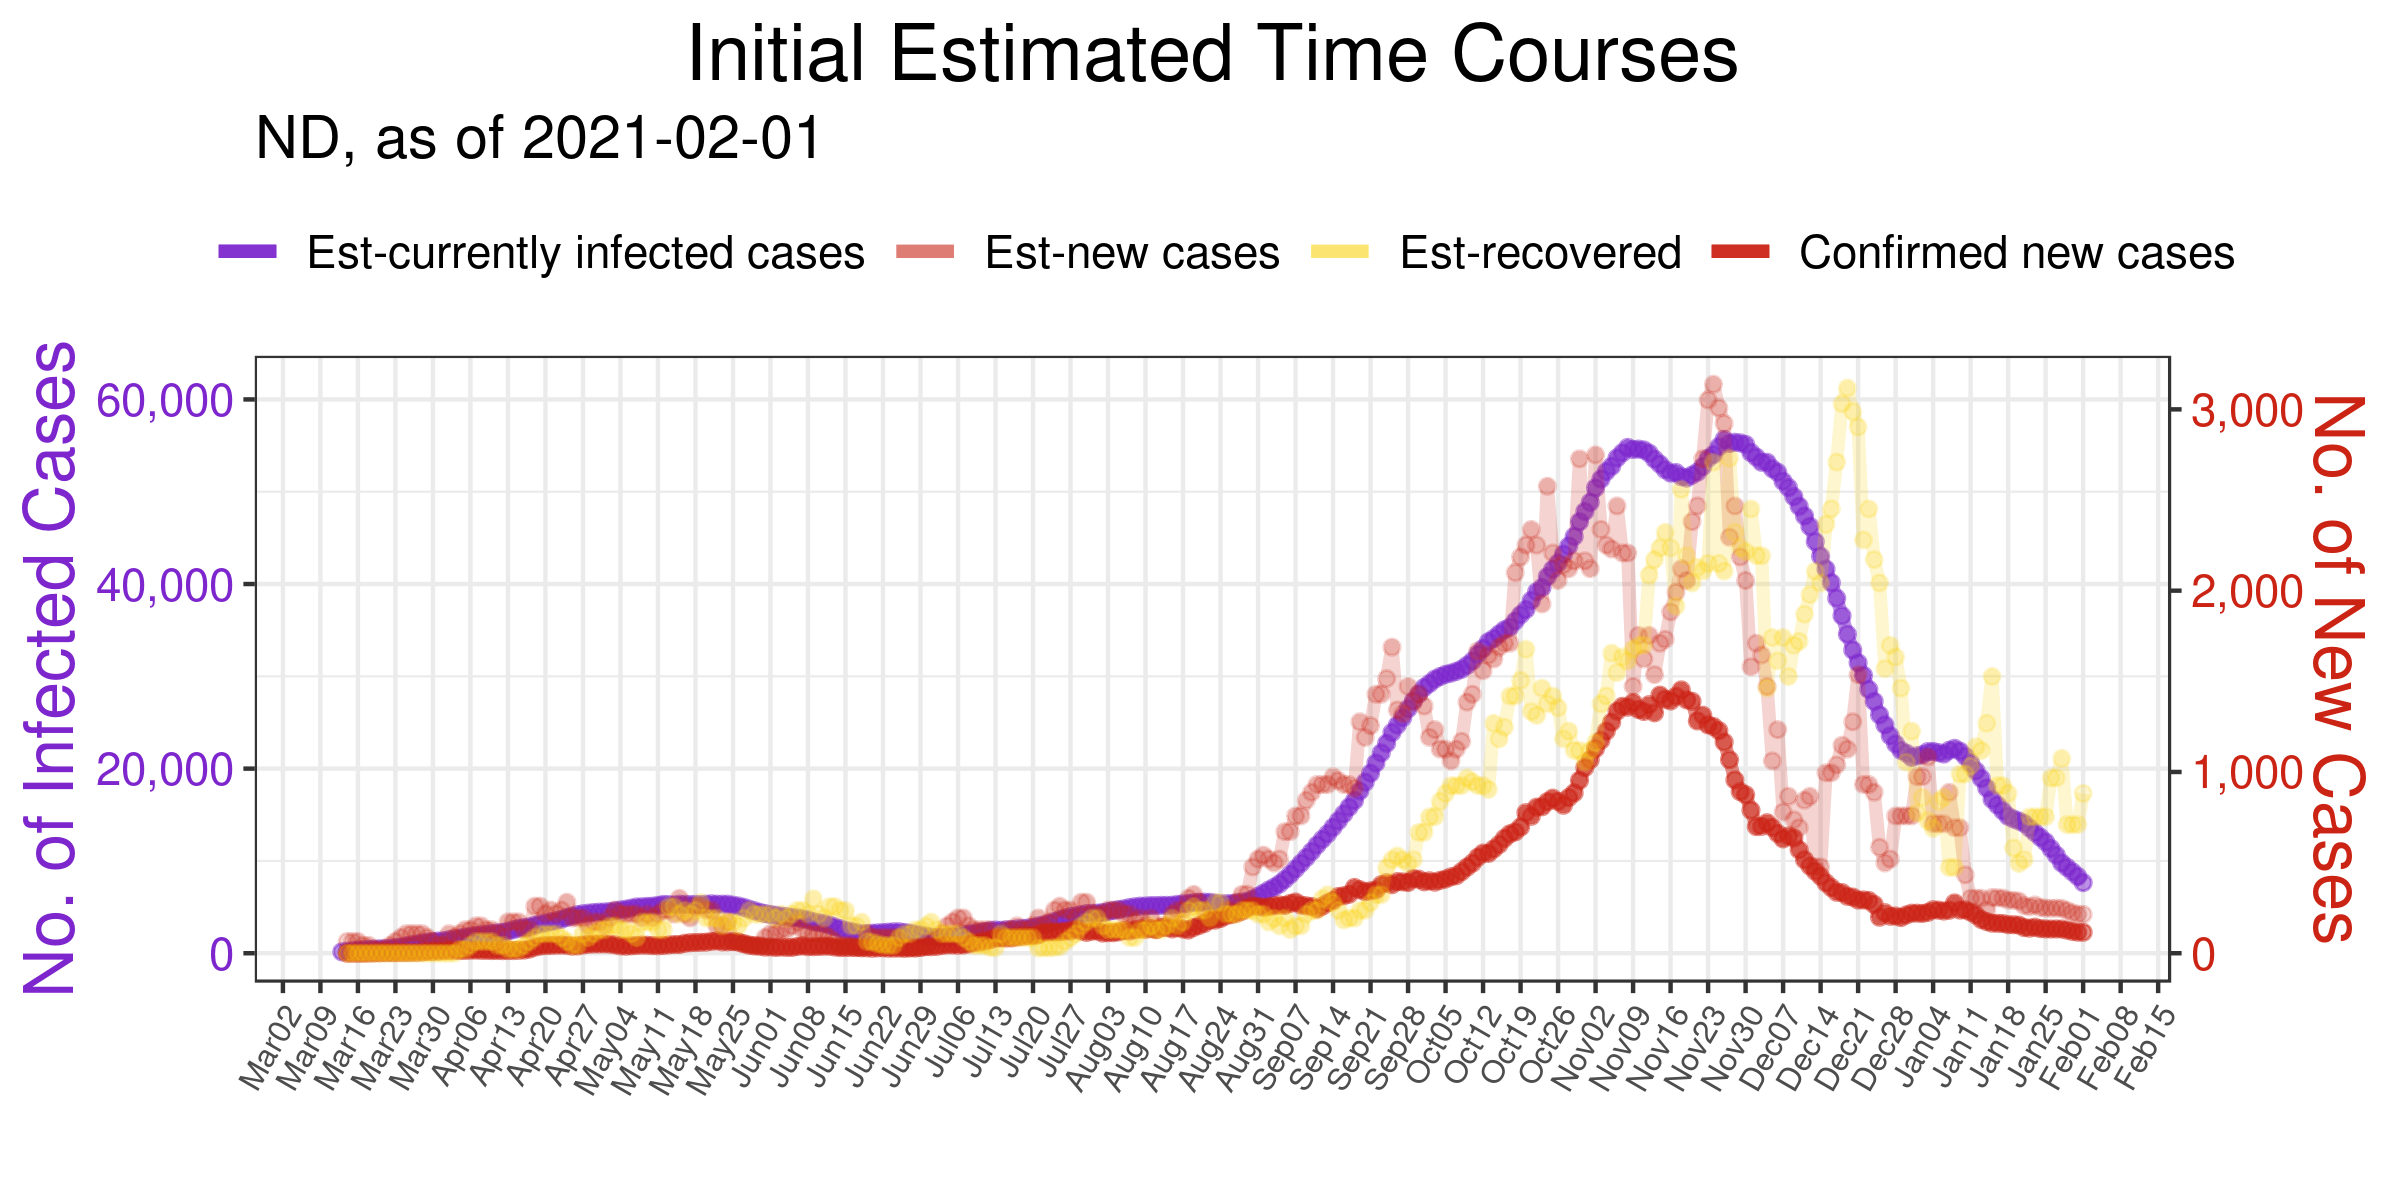 Initial Estimated Time Courses
ND, as of 2021-02-01
Est-currently infected cases Est-new cases Est-recovered Confirmed new cases
No. of Infected Cases
60,000
40,000
20,000
0
3,000
2,000
1,000
0
No. of New Cases
Mar02
Mar09
Mar16
Mar23
Mar30
Apr06
Apr13
Apr20
Apr27
May04
May11
May18
May25
Jun01
Jun08
Jun15
Jun22
Jun29
Jul06
Jul13
Jul20
Jul27
Aug03
Aug10
Aug17
Aug24
Aug31
Sep07
Sep14
Sep21
Sep28
Oct05
Oct12
Oct19
Oct26
Nov02
Nov09
Nov16
Nov23
Nov30
Dec07
Dec14
Dec21
Dec28
Jan04
Jan11
Jan18
Jan25
Feb01
Feb08
Feb15